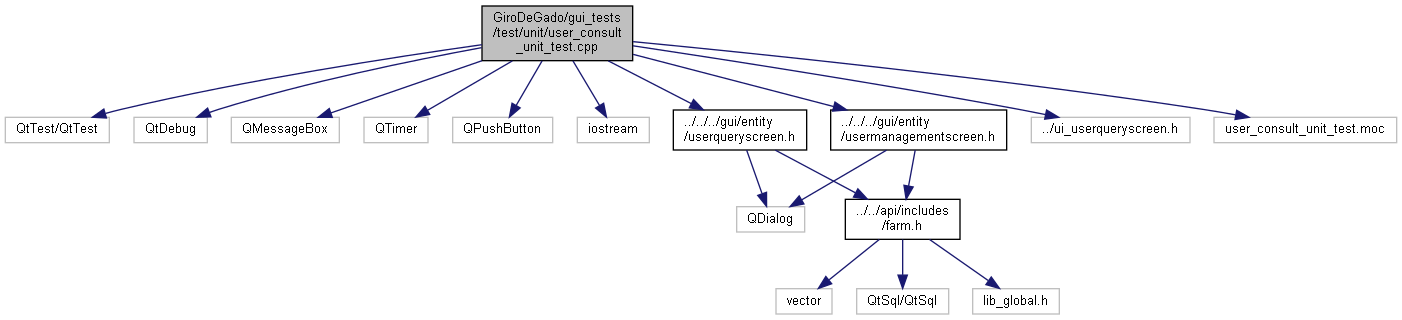 GiroDeGado/gui_tests
/test/unit/user_consult
_unit_test.cpp
QtTest/QtTest
QtDebug
QMessageBox
QTimer
QPushButton
iostream
../../../gui/entity
/userqueryscreen.h
../../../gui/entity
/usermanagementscreen.h
../ui_userqueryscreen.h
user_consult_unit_test.moc
QDialog
../../api/includes
/farm.h
vector
QtSql/QtSql
lib_global.h